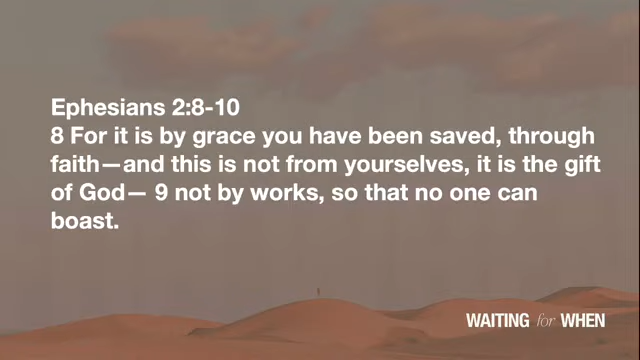 Ephesians 2:8-10
8 For it is by grace you have been saved, through
faith—and this is not from yourselves, it is the gift
of God— 9 not by works, so that no one can
boast.
WAITING for WHEN